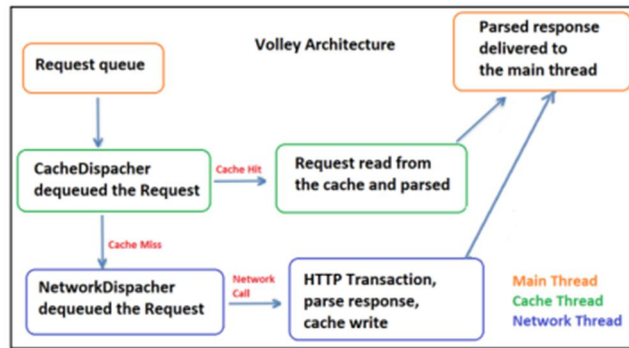 Volley Architecture
Request queue
Parsed response
delivered to
the main thread
CacheDispacher
dequeued the Request
Cache Hit
Request read from
the cache and parsed
Cache Miss
NetworkDispacher
dequeued the Request
Network
Call
HTTP Transaction,
parse response,
cache write
Main Thread
Cache Thread
Network Thread